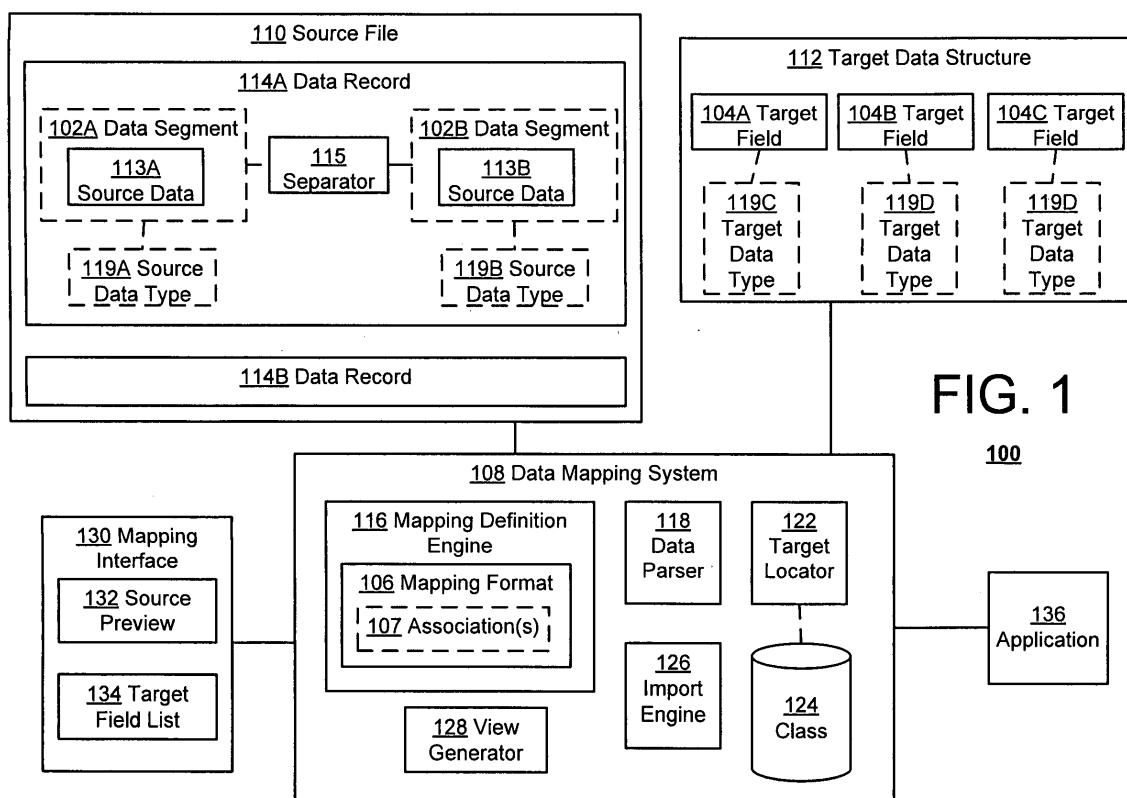 110 Source File
114A Data Record
102A Data Segment
113A
Source Data
115
Separator
102B Data Segment
113B
Source Data
119A Source
Data Type
119B Source
Data Type
114B Data Record
112 Target Data Structure
104A Target
Field
104B Target
Field
104C Target
Field
119C
Target
Data
Type
119D
Target
Data
Type
119D
Target
Data
Type
FIG. 1
100
108 Data Mapping System
116 Mapping Definition
Engine
106 Mapping Format
107 Association(s)
118
Data
Parser
122
Target
Locator
126
Import
Engine
124
Class
128 View
Generator
130 Mapping
Interface
132 Source
Preview
134 Target
Field List
136
Application